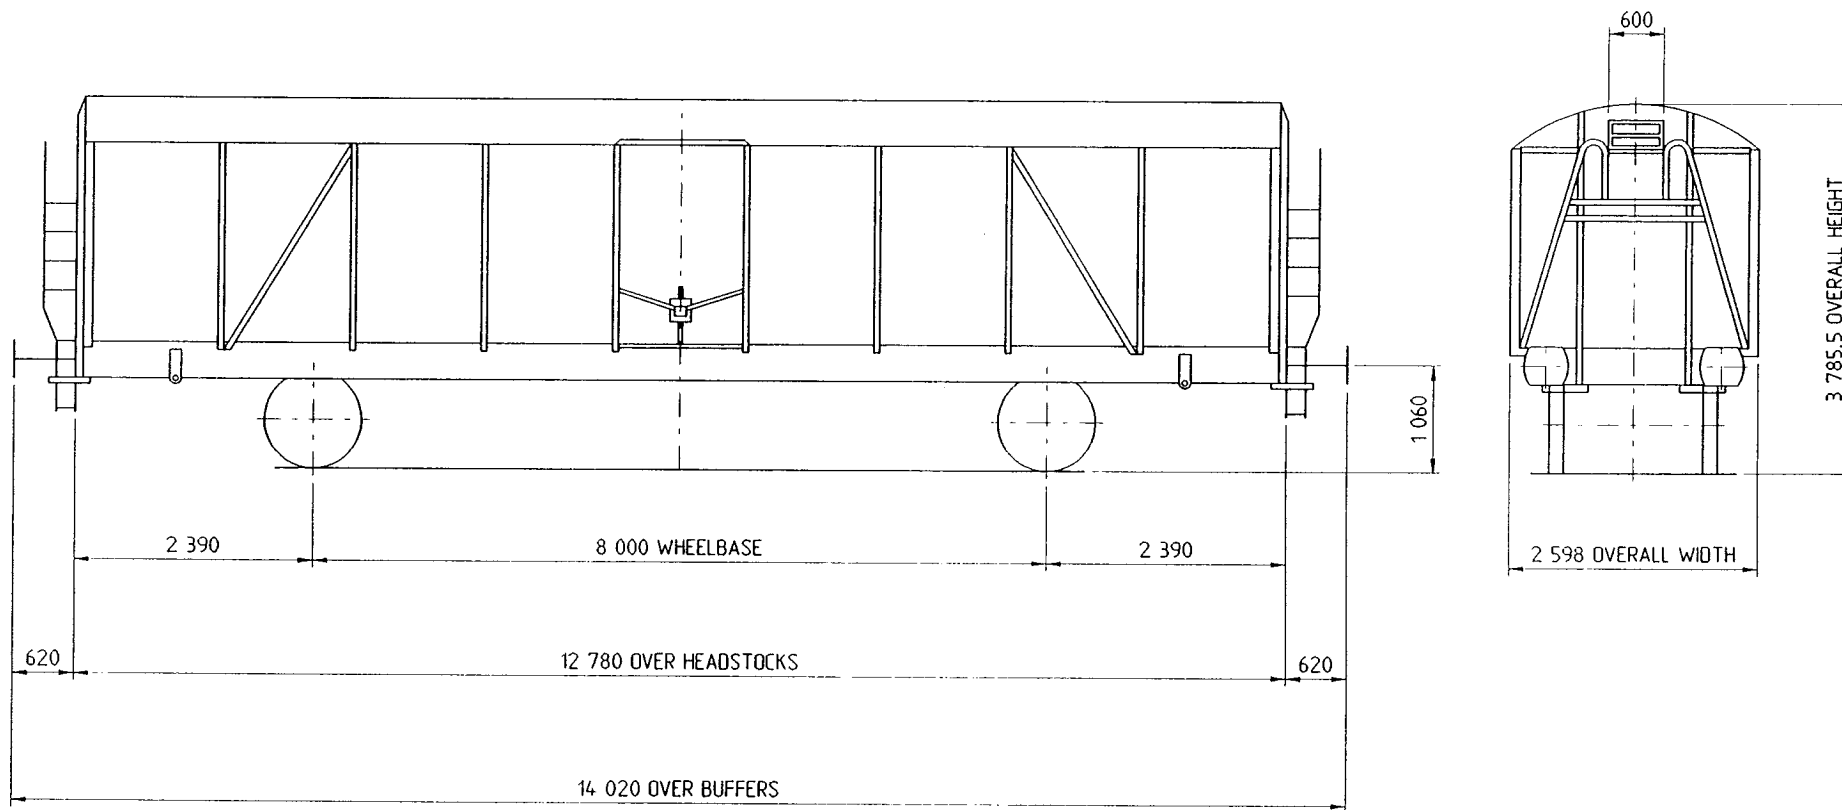 600
3 785.5 OVERALL HEIGHT
1 060
2 390
8 000 WHEELBASE
2 390
2 598 OVERALL WIDTH
620
12 780 OVER HEADSTOCKS
620
14 020 OVER BUFFERS